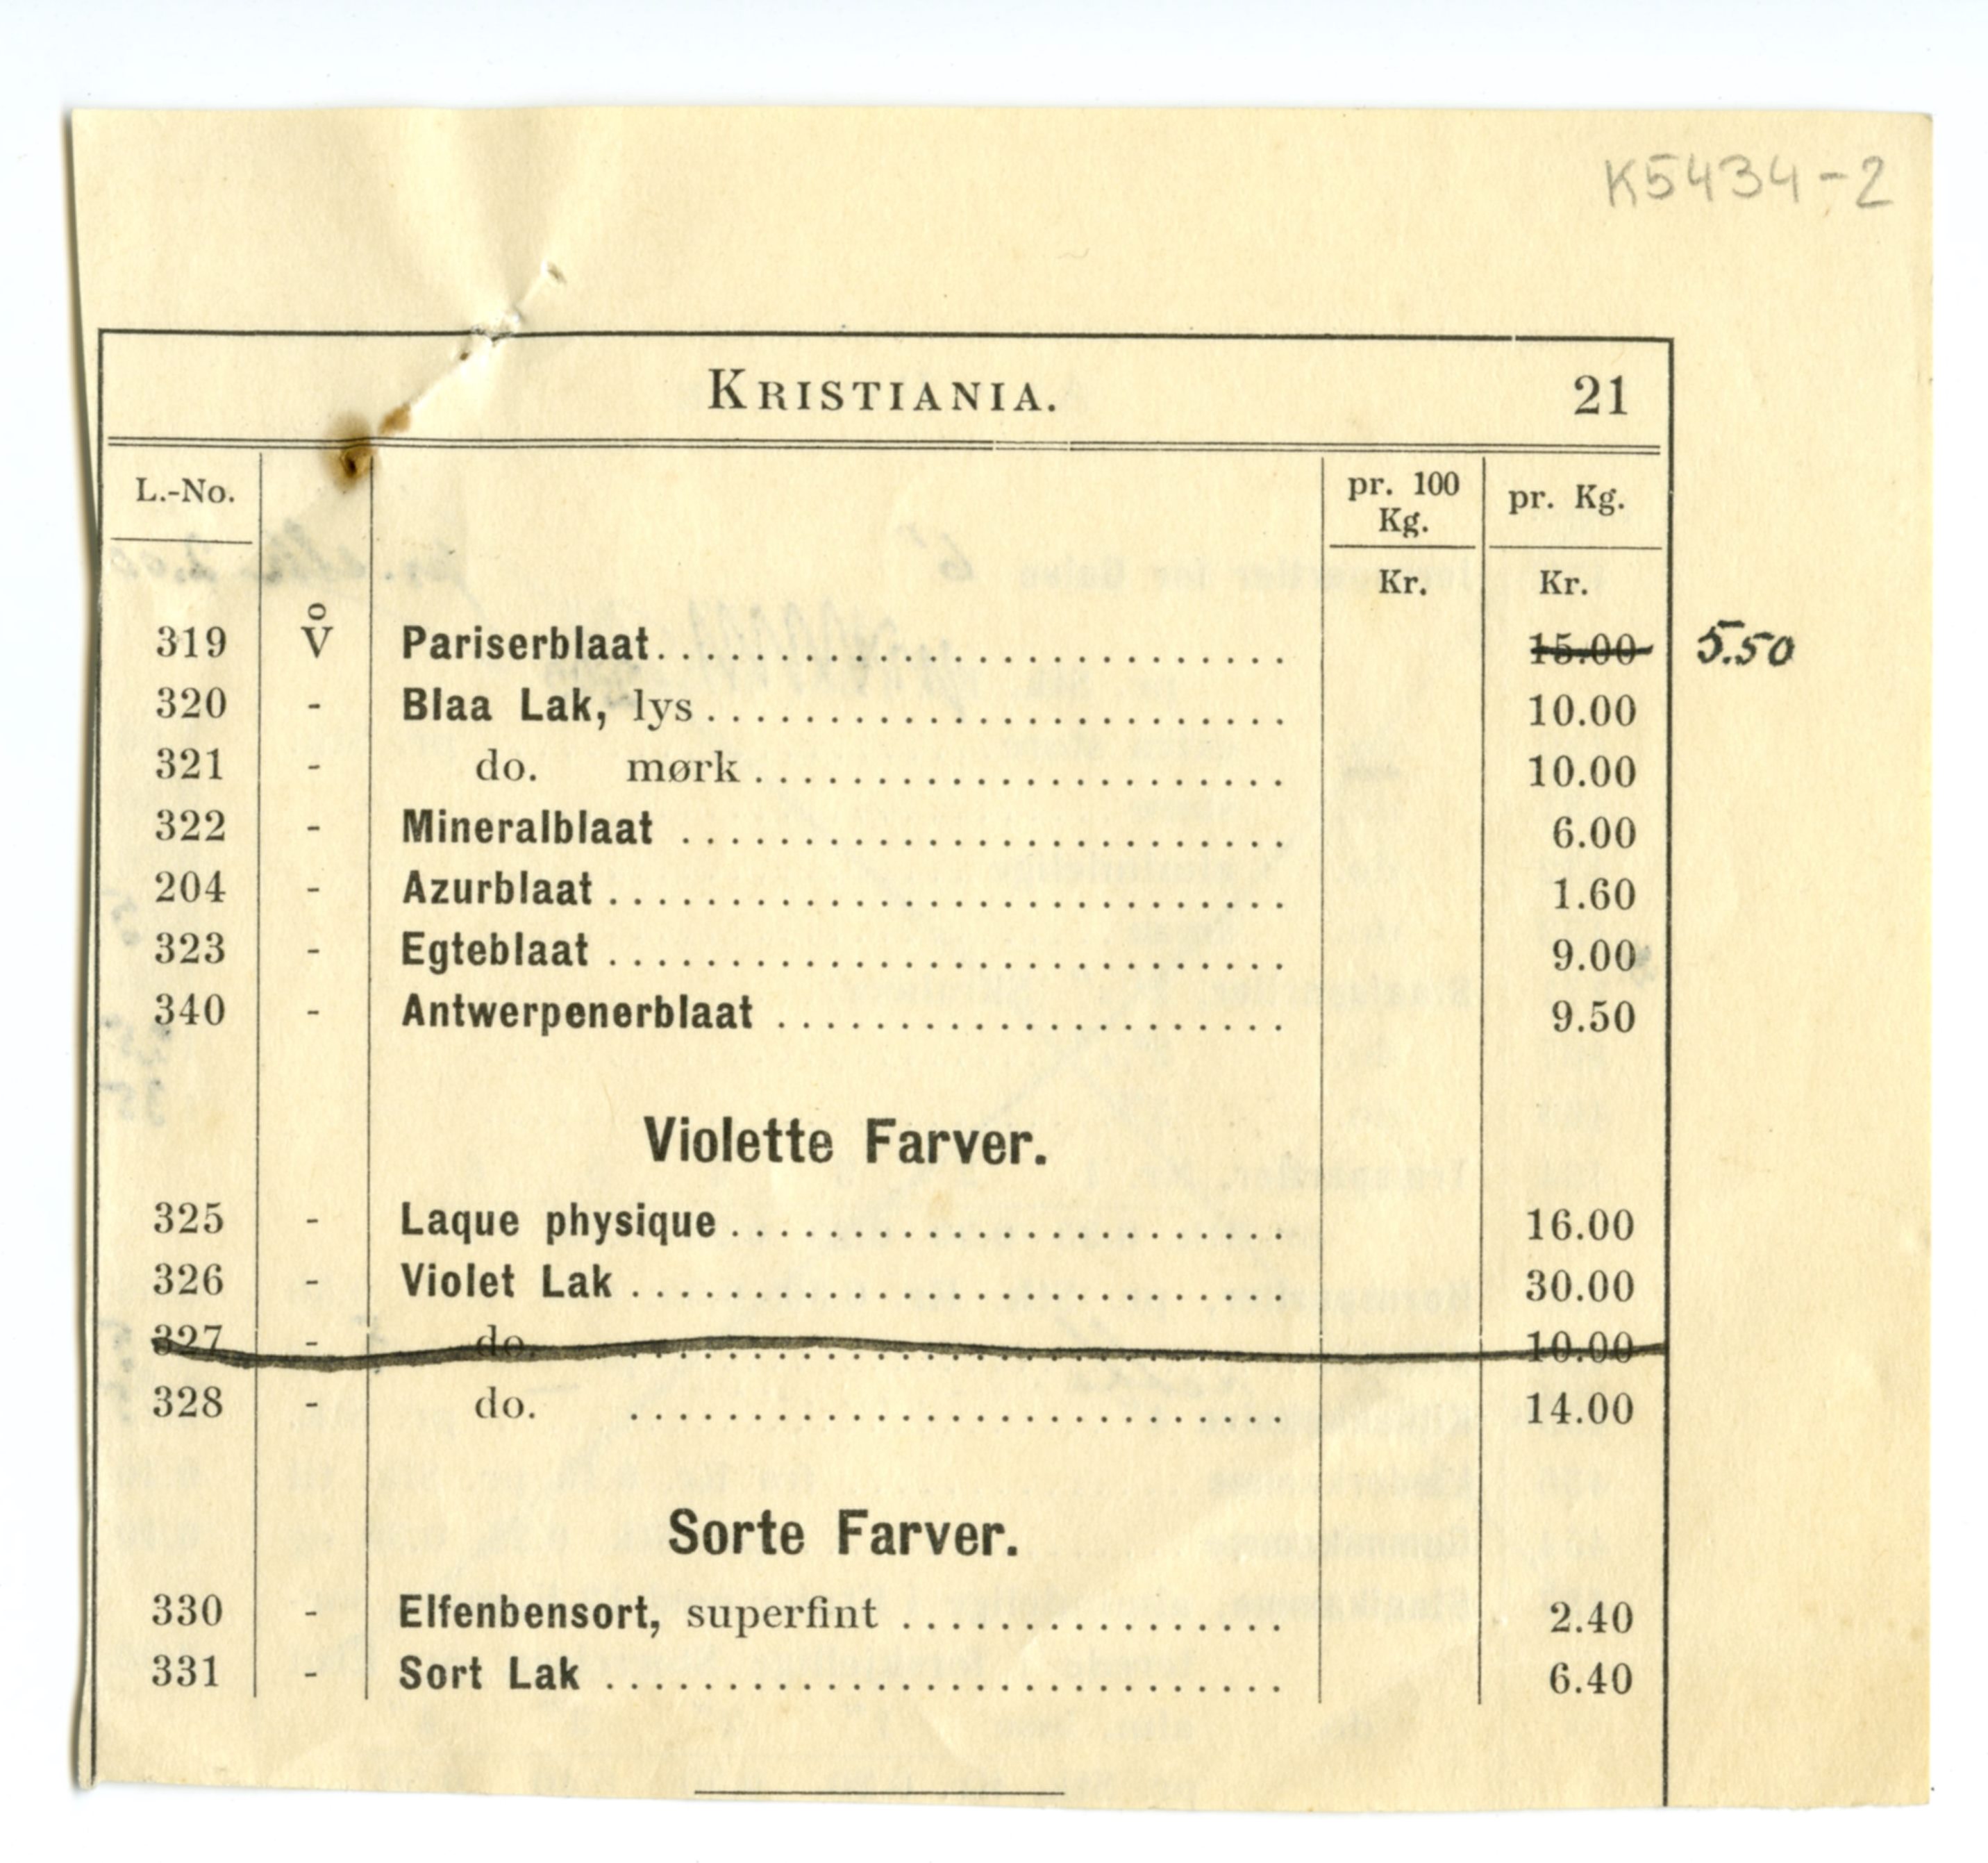 K5434-2
KRISTIANIA. 21
L.-No. pr. 100 Kg. pr. Kg.
Kr. Kr.
319 V o Pariserblaat........................... 15.00 5.50
320 - Blaa Lak, lys........................ 10.00
321 - do. mørk...................... 10.00
322 - Mineralblaat ......................... 6.00
204 - Azurblaat............................ 1.60
323 - Egteblaat ............................ 9.00
340 - Antwerpenerblaat ..................... 9.50
Violette Farver.
325 - Laque physique....................... 16.00
326 - Violet Lak ........................... 30.00
327 - do. ........................... 10.00
328 - do. ........................... 14.00
Sorte Farver.
330 - Elfenbensort, superfint ................ 2.40
331 - Sort Lak ............................ 6.40